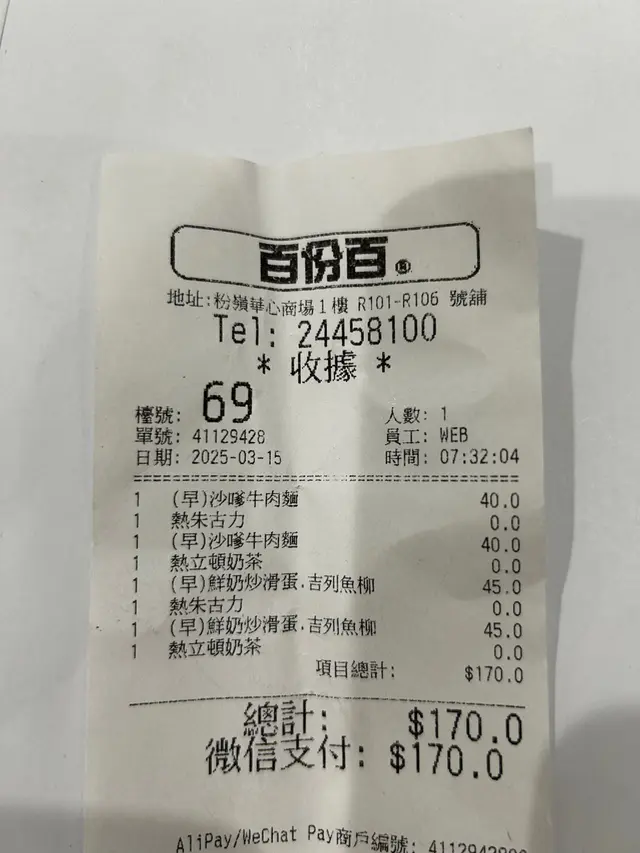 百份百®
地址:粉嶺華心商場1樓 R101-R106 號舖
Tel: 24458100
* 收據 *
檯號: 69 人數: 1
單號: 41129428 員工: WEB
日期: 2025-03-15 時間: 07:32:04
1 (早)沙嗲牛肉麵 40.0
1 熱朱古力 0.0
1 (早)沙嗲牛肉麵 40.0
1 熱立頓奶茶 0.0
1 (早)鮮奶炒滑蛋.吉列魚柳 45.0
1 熱朱古力 0.0
1 (早)鮮奶炒滑蛋.吉列魚柳 45.0
1 熱立頓奶茶 0.0
項目總計: $170.0
總計: $170.0
微信支付: $170.0
AliPay/WeChat Pay商戶編號: